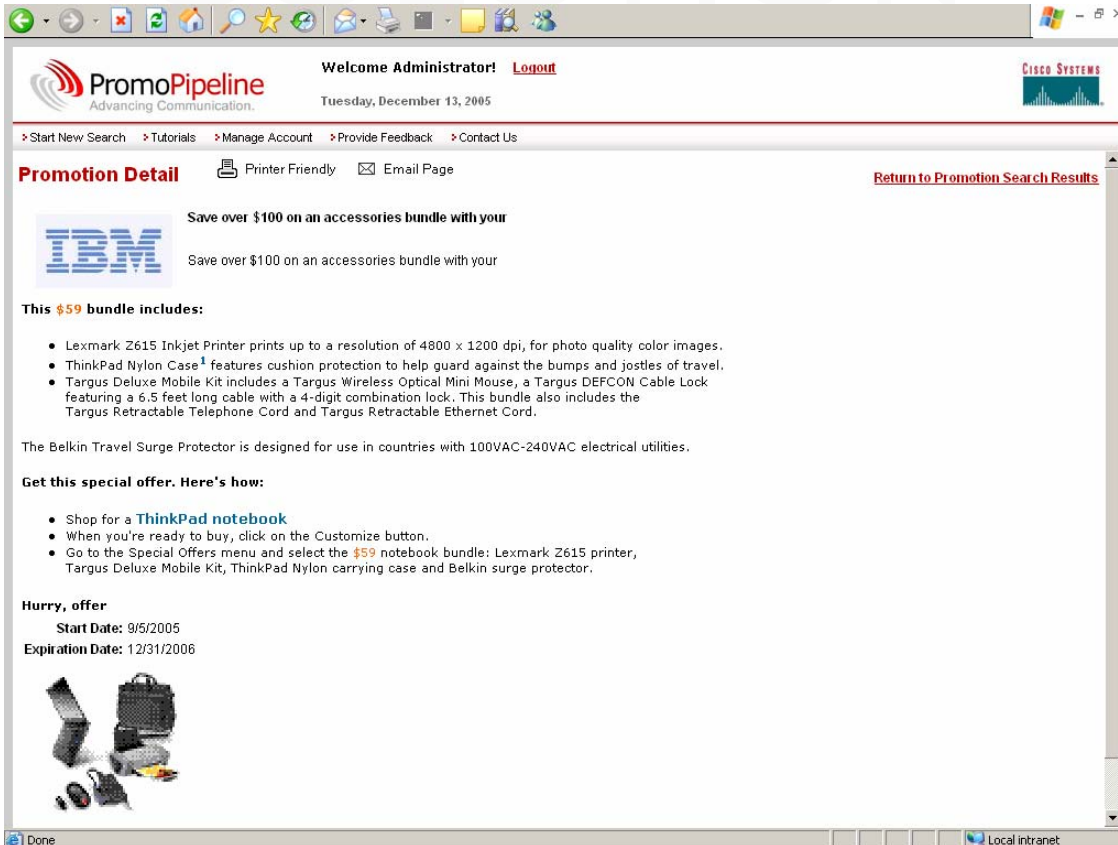 PromoPipeline
Advancing Communication.
Welcome Administrator! Logout
Tuesday, December 13, 2005
CISCO SYSTEMS
Start New Search Tutorials Manage Account Provide Feedback Contact Us
Promotion Detail Printer Friendly Email Page
Return to Promotion Search Results
IBM
Save over $100 on an accessories bundle with your
Save over $100 on an accessories bundle with your
This $59 bundle includes:
• Lexmark Z615 Inkjet Printer prints up to a resolution of 4800 x 1200 dpi, for photo quality color images.
• ThinkPad Nylon Case1 features cushion protection to help guard against the bumps and jostles of travel.
• Targus Deluxe Mobile Kit includes a Targus Wireless Optical Mini Mouse, a Targus DEFCON Cable Lock
featuring a 6.5 feet long cable with a 4-digit combination lock. This bundle also includes the
Targus Retractable Telephone Cord and Targus Retractable Ethernet Cord.
The Belkin Travel Surge Protector is designed for use in countries with 100VAC-240VAC electrical utilities.
Get this special offer. Here's how:
• Shop for a ThinkPad notebook
• When you're ready to buy, click on the Customize button.
• Go to the Special Offers menu and select the $59 notebook bundle: Lexmark Z615 printer,
Targus Deluxe Mobile Kit, ThinkPad Nylon carrying case and Belkin surge protector.
Hurry, offer
Start Date: 9/5/2005
Expiration Date: 12/31/2006
Done
Local intranet